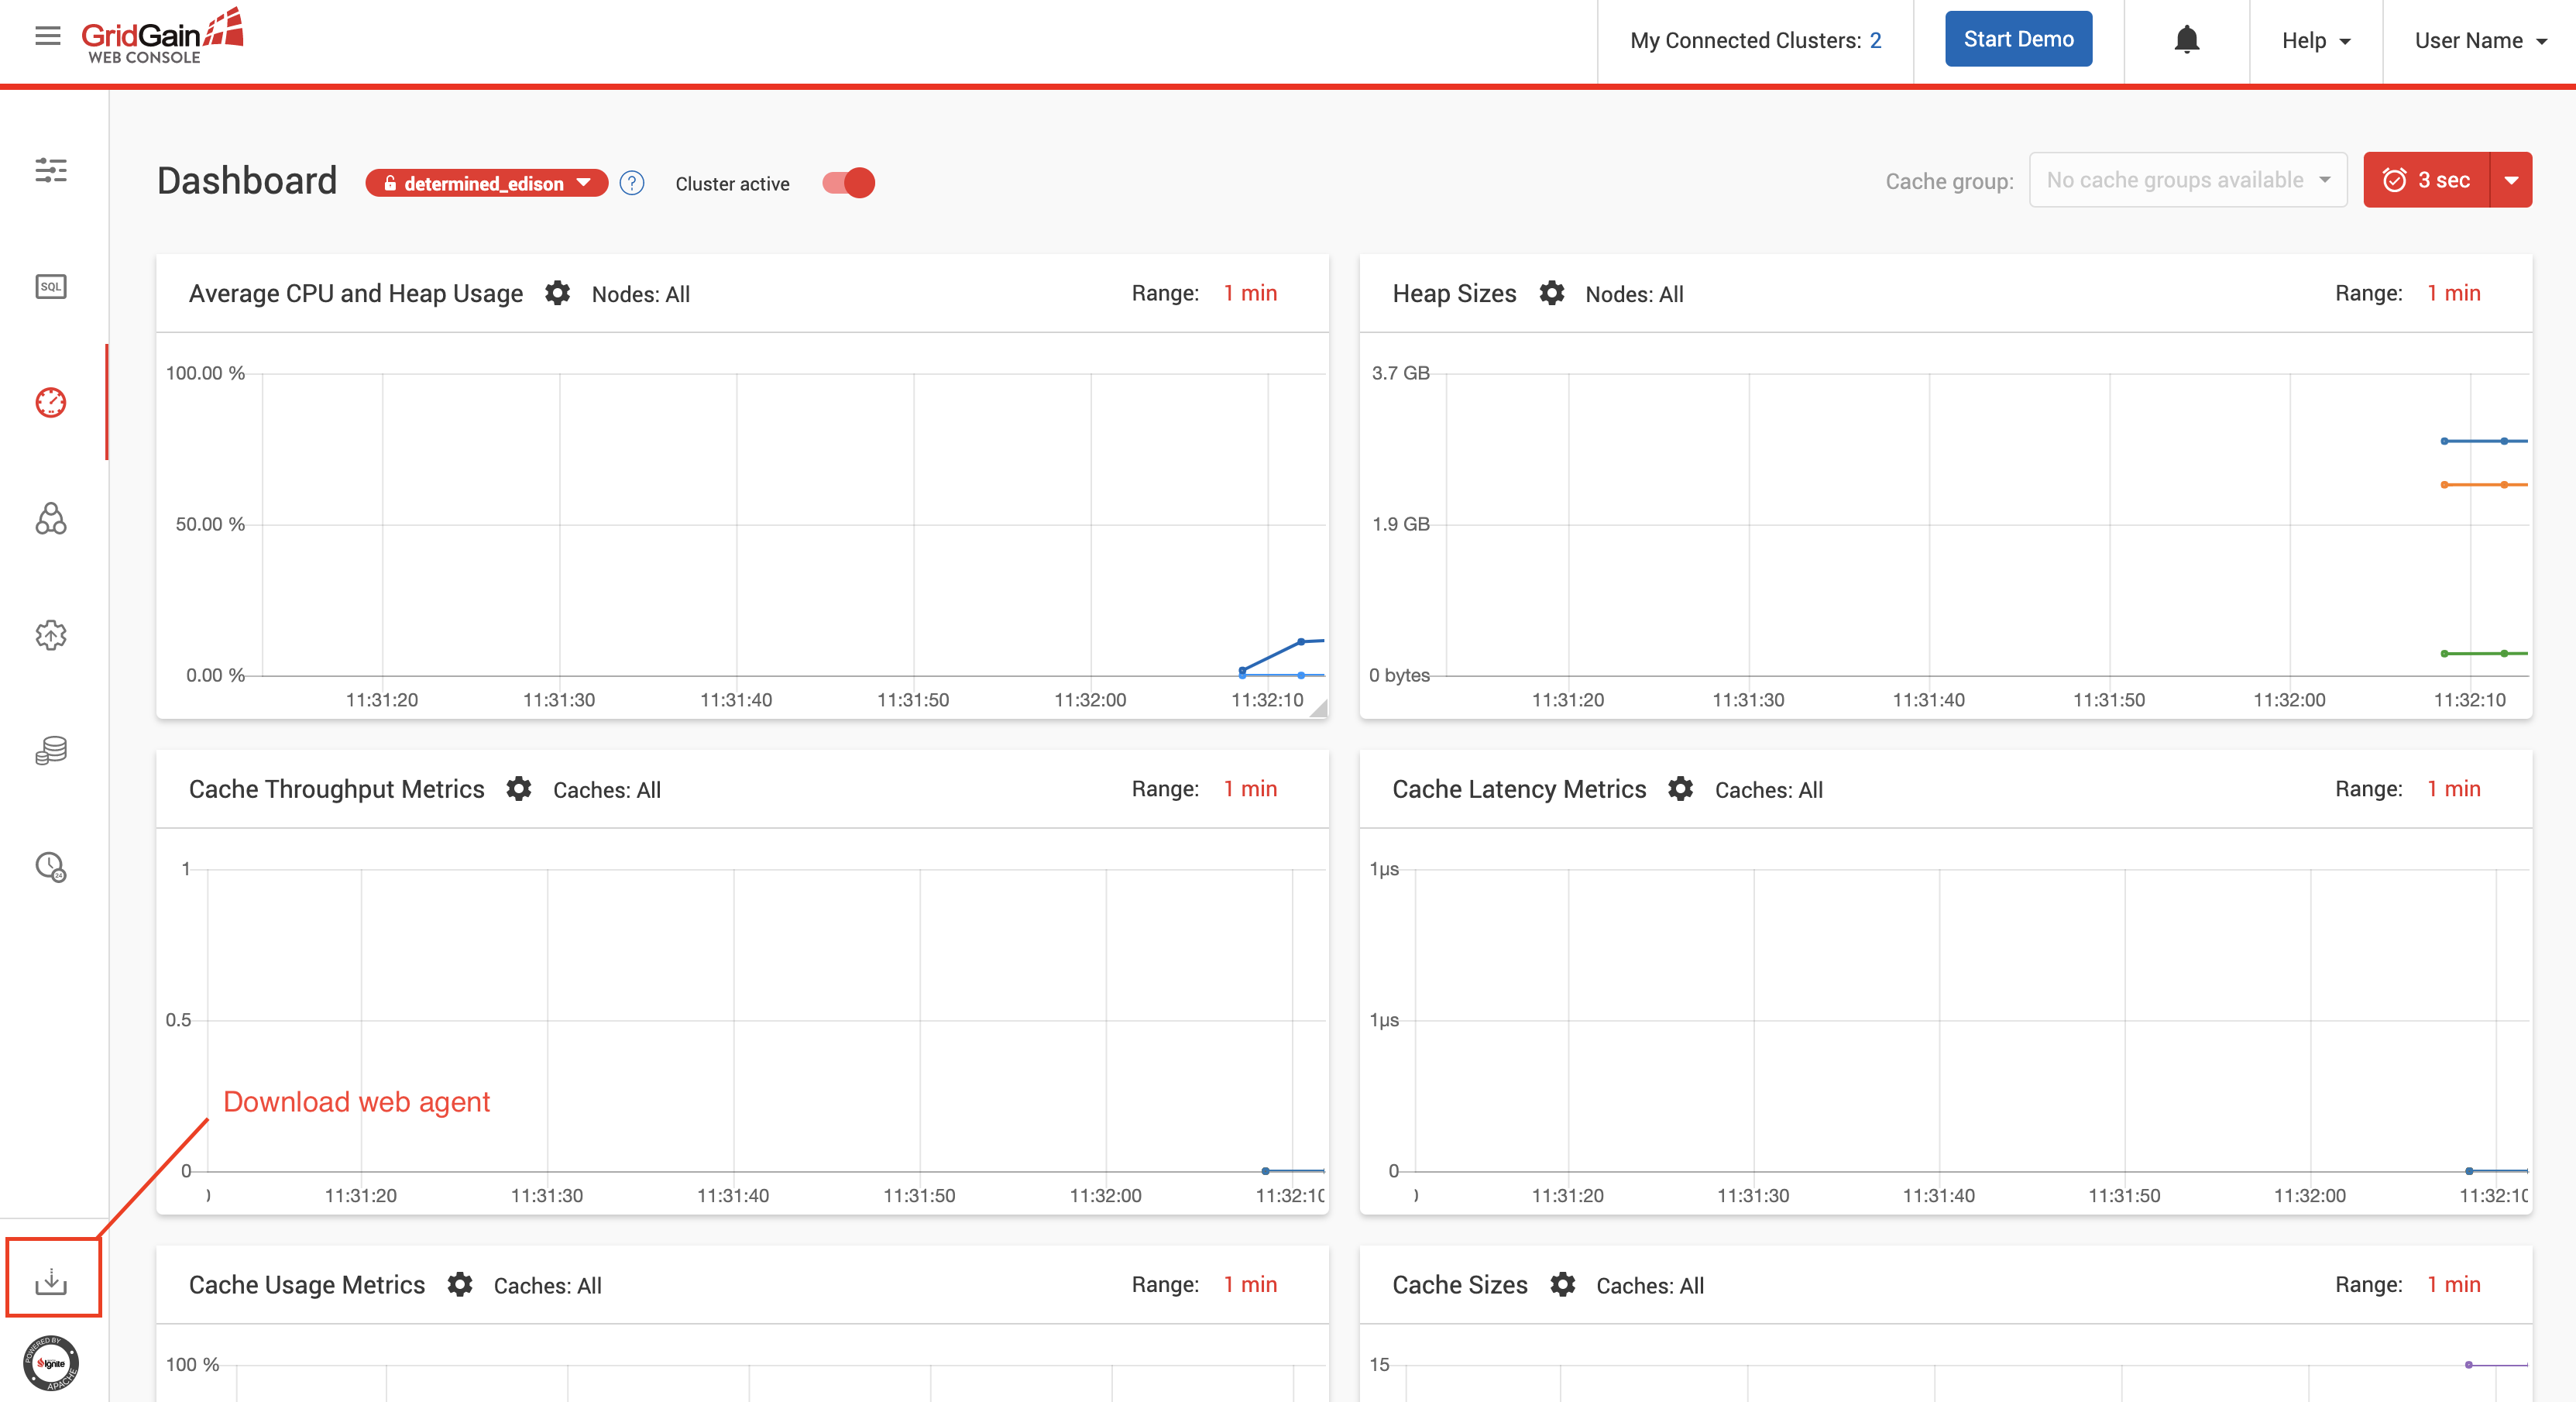 GridGain
WEB CONSOLE
My Connected Clusters: 2
Start Demo
Help
User Name
Dashboard
determined_edison
?
Cluster active
Cache group:
No cache groups available
3 sec
SQL
Average CPU and Heap Usage
Nodes: All
Range: 1 min
100.00 %
50.00 %
0.00 %
11:31:20 11:31:30 11:31:40 11:31:50 11:32:00 11:32:10
Heap Sizes
Nodes: All
Range: 1 min
3.7 GB
1.9 GB
0 bytes
11:31:20 11:31:30 11:31:40 11:31:50 11:32:00 11:32:10
Cache Throughput Metrics
Caches: All
Range: 1 min
1
0.5
0
11:31:20 11:31:30 11:31:40 11:31:50 11:32:00 11:32:10
Cache Latency Metrics
Caches: All
Range: 1 min
1µs
1µs
0
11:31:20 11:31:30 11:31:40 11:31:50 11:32:00 11:32:10
24
Download web agent
Cache Usage Metrics
Caches: All
Range: 1 min
100 %
Cache Sizes
Caches: All
Range: 1 min
15
POWERED BY
Ignite
APACHE